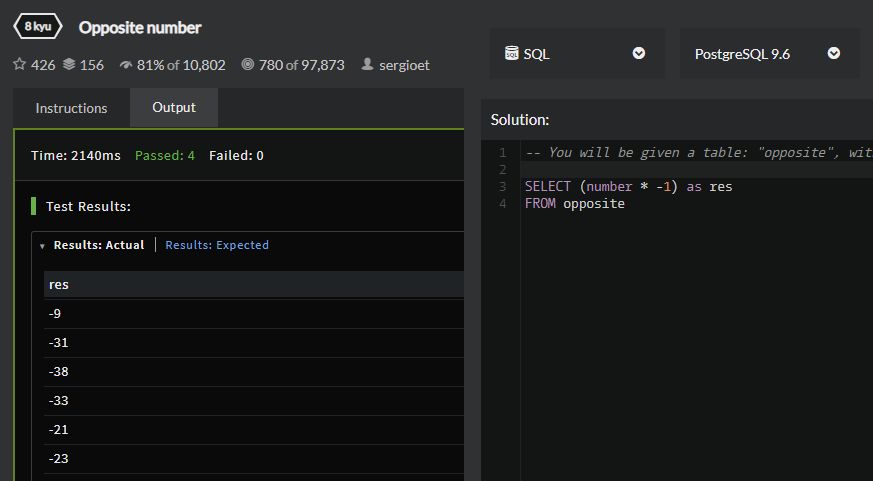 8 kyu Opposite number
426 156 81% of 10,802 780 of 97,873 sergioet
Instructions Output
Time: 2140ms Passed: 4 Failed: 0
Test Results:
Results: Actual Results: Expected
res
-9
-31
-38
-33
-21
-23
SQL SQL PostgreSQL 9.6
Solution:
1 -- You will be given a table: "opposite", wit
2
3 SELECT (number * -1) as res
4 FROM opposite